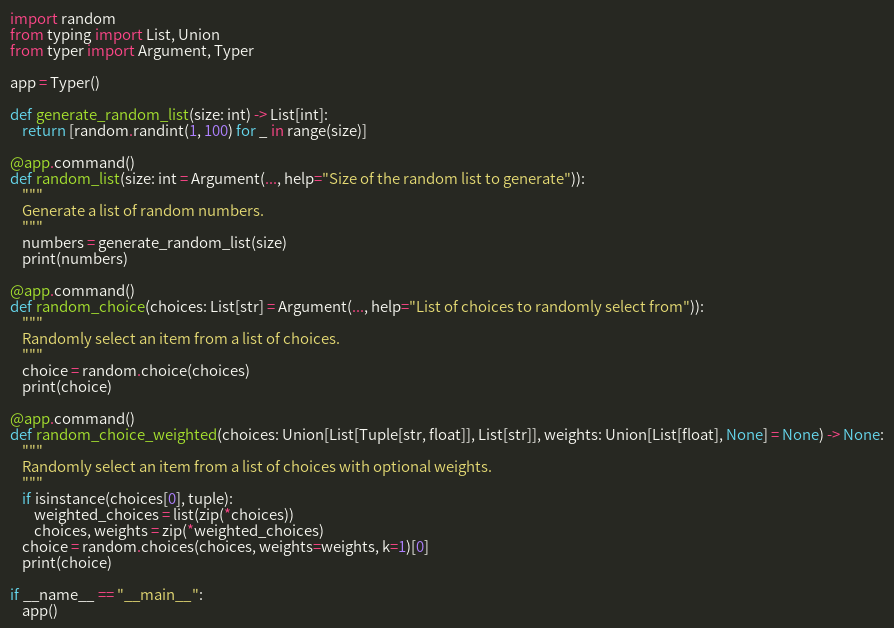 import random
from typing import List, Union
from typer import Argument, Typer

app = Typer()

def generate_random_list(size: int) -> List[int]:
    return [random.randint(1, 100) for _ in range(size)]

@app.command()
def random_list(size: int = Argument(..., help="Size of the random list to generate")):
    """
    Generate a list of random numbers.
    """
    numbers = generate_random_list(size)
    print(numbers)

@app.command()
def random_choice(choices: List[str] = Argument(..., help="List of choices to randomly select from")):
    """
    Randomly select an item from a list of choices.
    """
    choice = random.choice(choices)
    print(choice)

@app.command()
def random_choice_weighted(choices: Union[List[Tuple[str, float]], List[str]], weights: Union[List[float], None] = None) -> None:
    """
    Randomly select an item from a list of choices with optional weights.
    """
    if isinstance(choices[0], tuple):
        weighted_choices = list(zip(*choices))
        choices, weights = zip(*weighted_choices)
    choice = random.choices(choices, weights=weights, k=1)[0]
    print(choice)

if __name__ == "__main__":
    app()